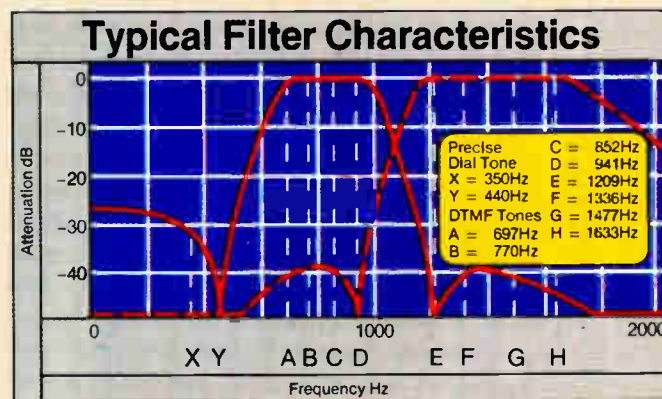 Typical Filter Characteristics
Attenuation dB
0
-10
-20
-30
-40
Precise
Dial Tone
X = 350Hz
Y = 440Hz
DTMF Tones
A = 697Hz
B = 770Hz
C = 852Hz
D = 941Hz
E = 1209Hz
F = 1336Hz
G = 1477Hz
H = 1633Hz
0 1000 2000
X Y A B C D E F G H
Frequency Hz